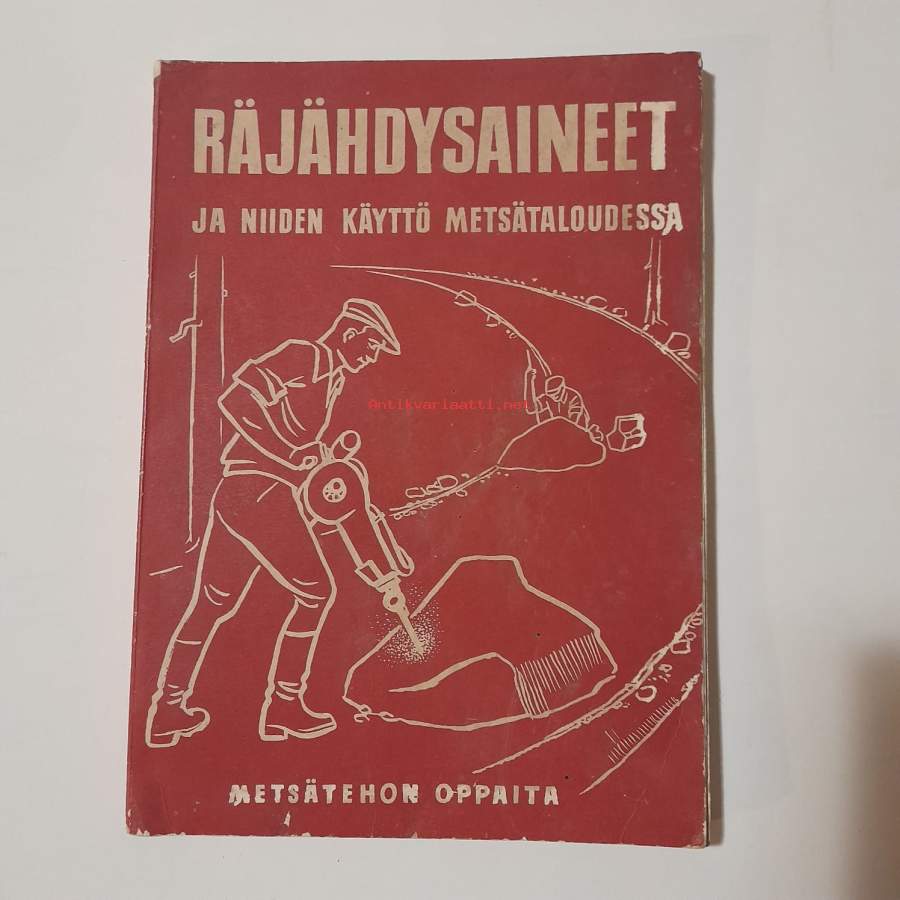 RÄJÄHDYSAINEET
JA NIIDEN KÄYTTÖ METSÄTALOUDESSA
Antikvariaatti.net
METSÄTEHON OPPAITA